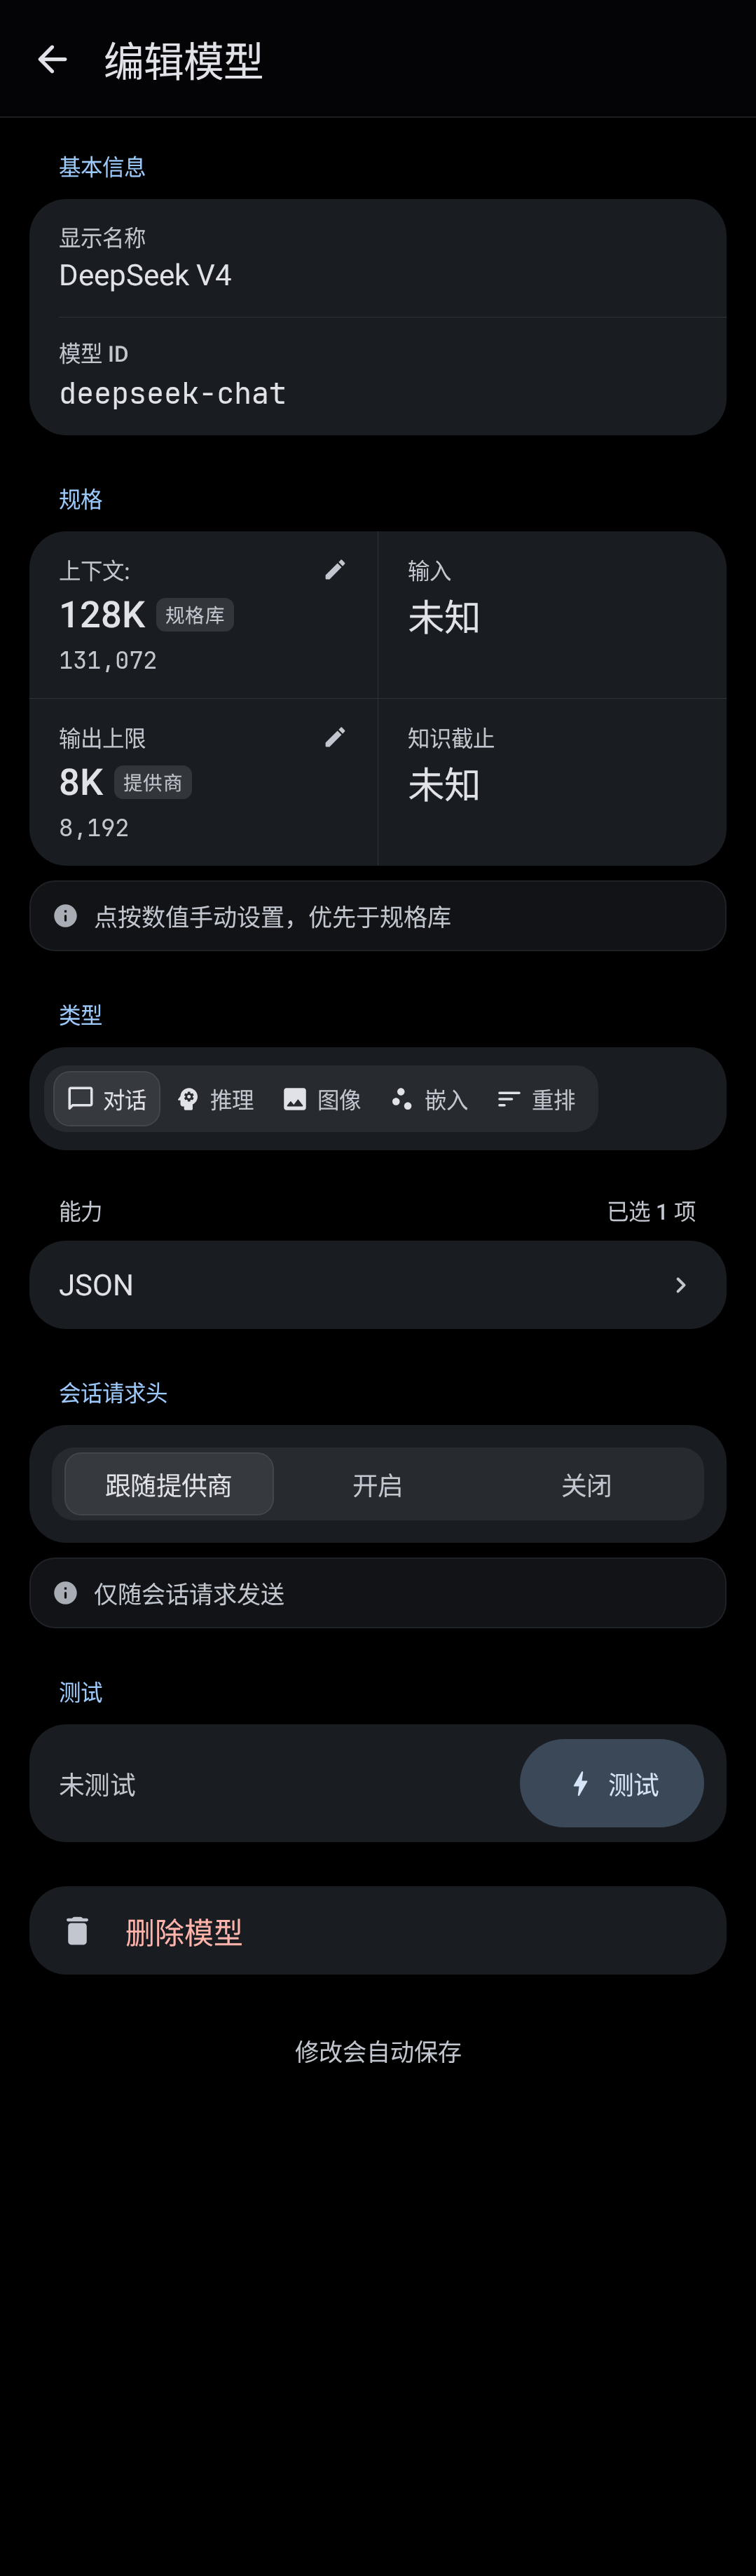 编辑模型
基本信息
显示名称
DeepSeek V4
模型 ID
deepseek-chat
规格
上下文:
128K 规格库
131,072
输入
未知
输出上限
8K 提供商
8,192
知识截止
未知
点按数值手动设置，优先于规格库
类型
对话 推理 图像 嵌入 重排
能力 已选 1 项
JSON
会话请求头
跟随提供商 开启 关闭
仅随会话请求发送
测试
未测试 测试
删除模型
修改会自动保存